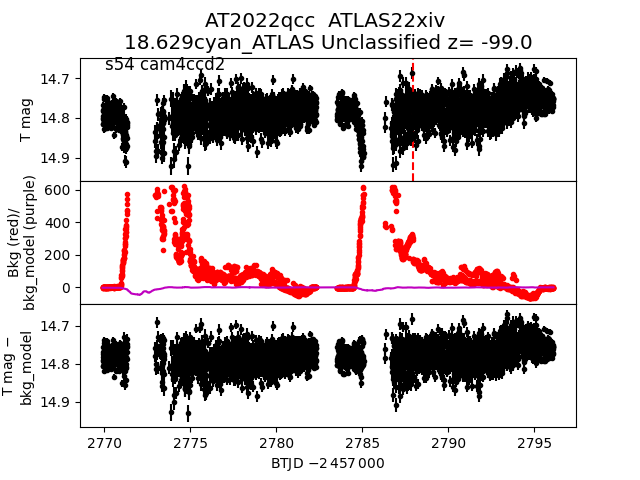 AT2022qcc  ATLAS22xiv
18.629cyan_ATLAS Unclassified z= -99.0
s54 cam4ccd2
14.7
14.8
14.9
T mag
600
400
200
0
Bkg (red)/
bkg_model (purple)
14.7
14.8
14.9
T mag −
bkg_model
2770 2775 2780 2785 2790 2795
BTJD −2 457 000